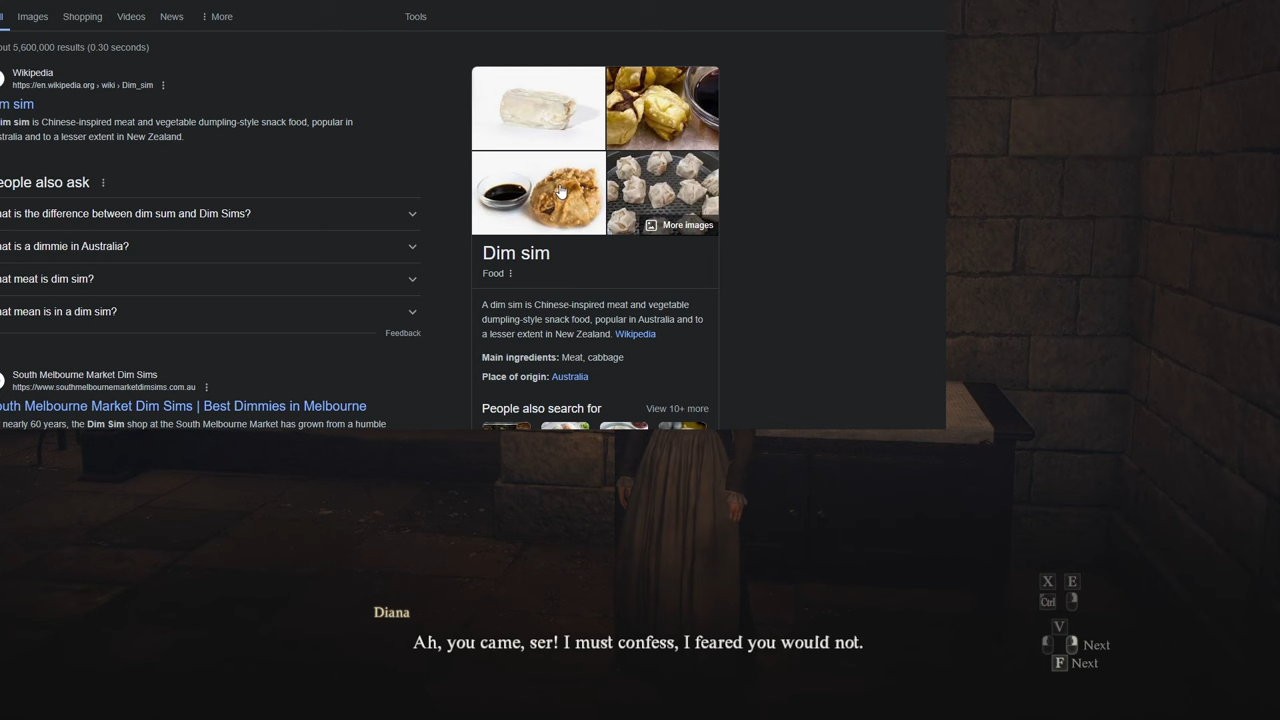 Images Shopping Videos News More Tools
out 5,600,000 results (0.30 seconds)
Wikipedia
https://en.wikipedia.org › wiki › Dim_sim
m sim
im sim is Chinese-inspired meat and vegetable dumpling-style snack food, popular in
stralia and to a lesser extent in New Zealand.
eople also ask
at is the difference between dim sum and Dim Sims?
at is a dimmie in Australia?
at meat is dim sim?
at mean is in a dim sim?
Feedback
South Melbourne Market Dim Sims
https://www.southmelbournemarketdimsims.com.au
uth Melbourne Market Dim Sims | Best Dimmies in Melbourne
nearly 60 years, the Dim Sim shop at the South Melbourne Market has grown from a humble
More images
Dim sim
Food
A dim sim is Chinese-inspired meat and vegetable
dumpling-style snack food, popular in Australia and to
a lesser extent in New Zealand. Wikipedia
Main ingredients: Meat, cabbage
Place of origin: Australia
People also search for View 10+ more
Diana
Ah, you came, ser! I must confess, I feared you would not.
X E
Ctrl
V
Next
F Next